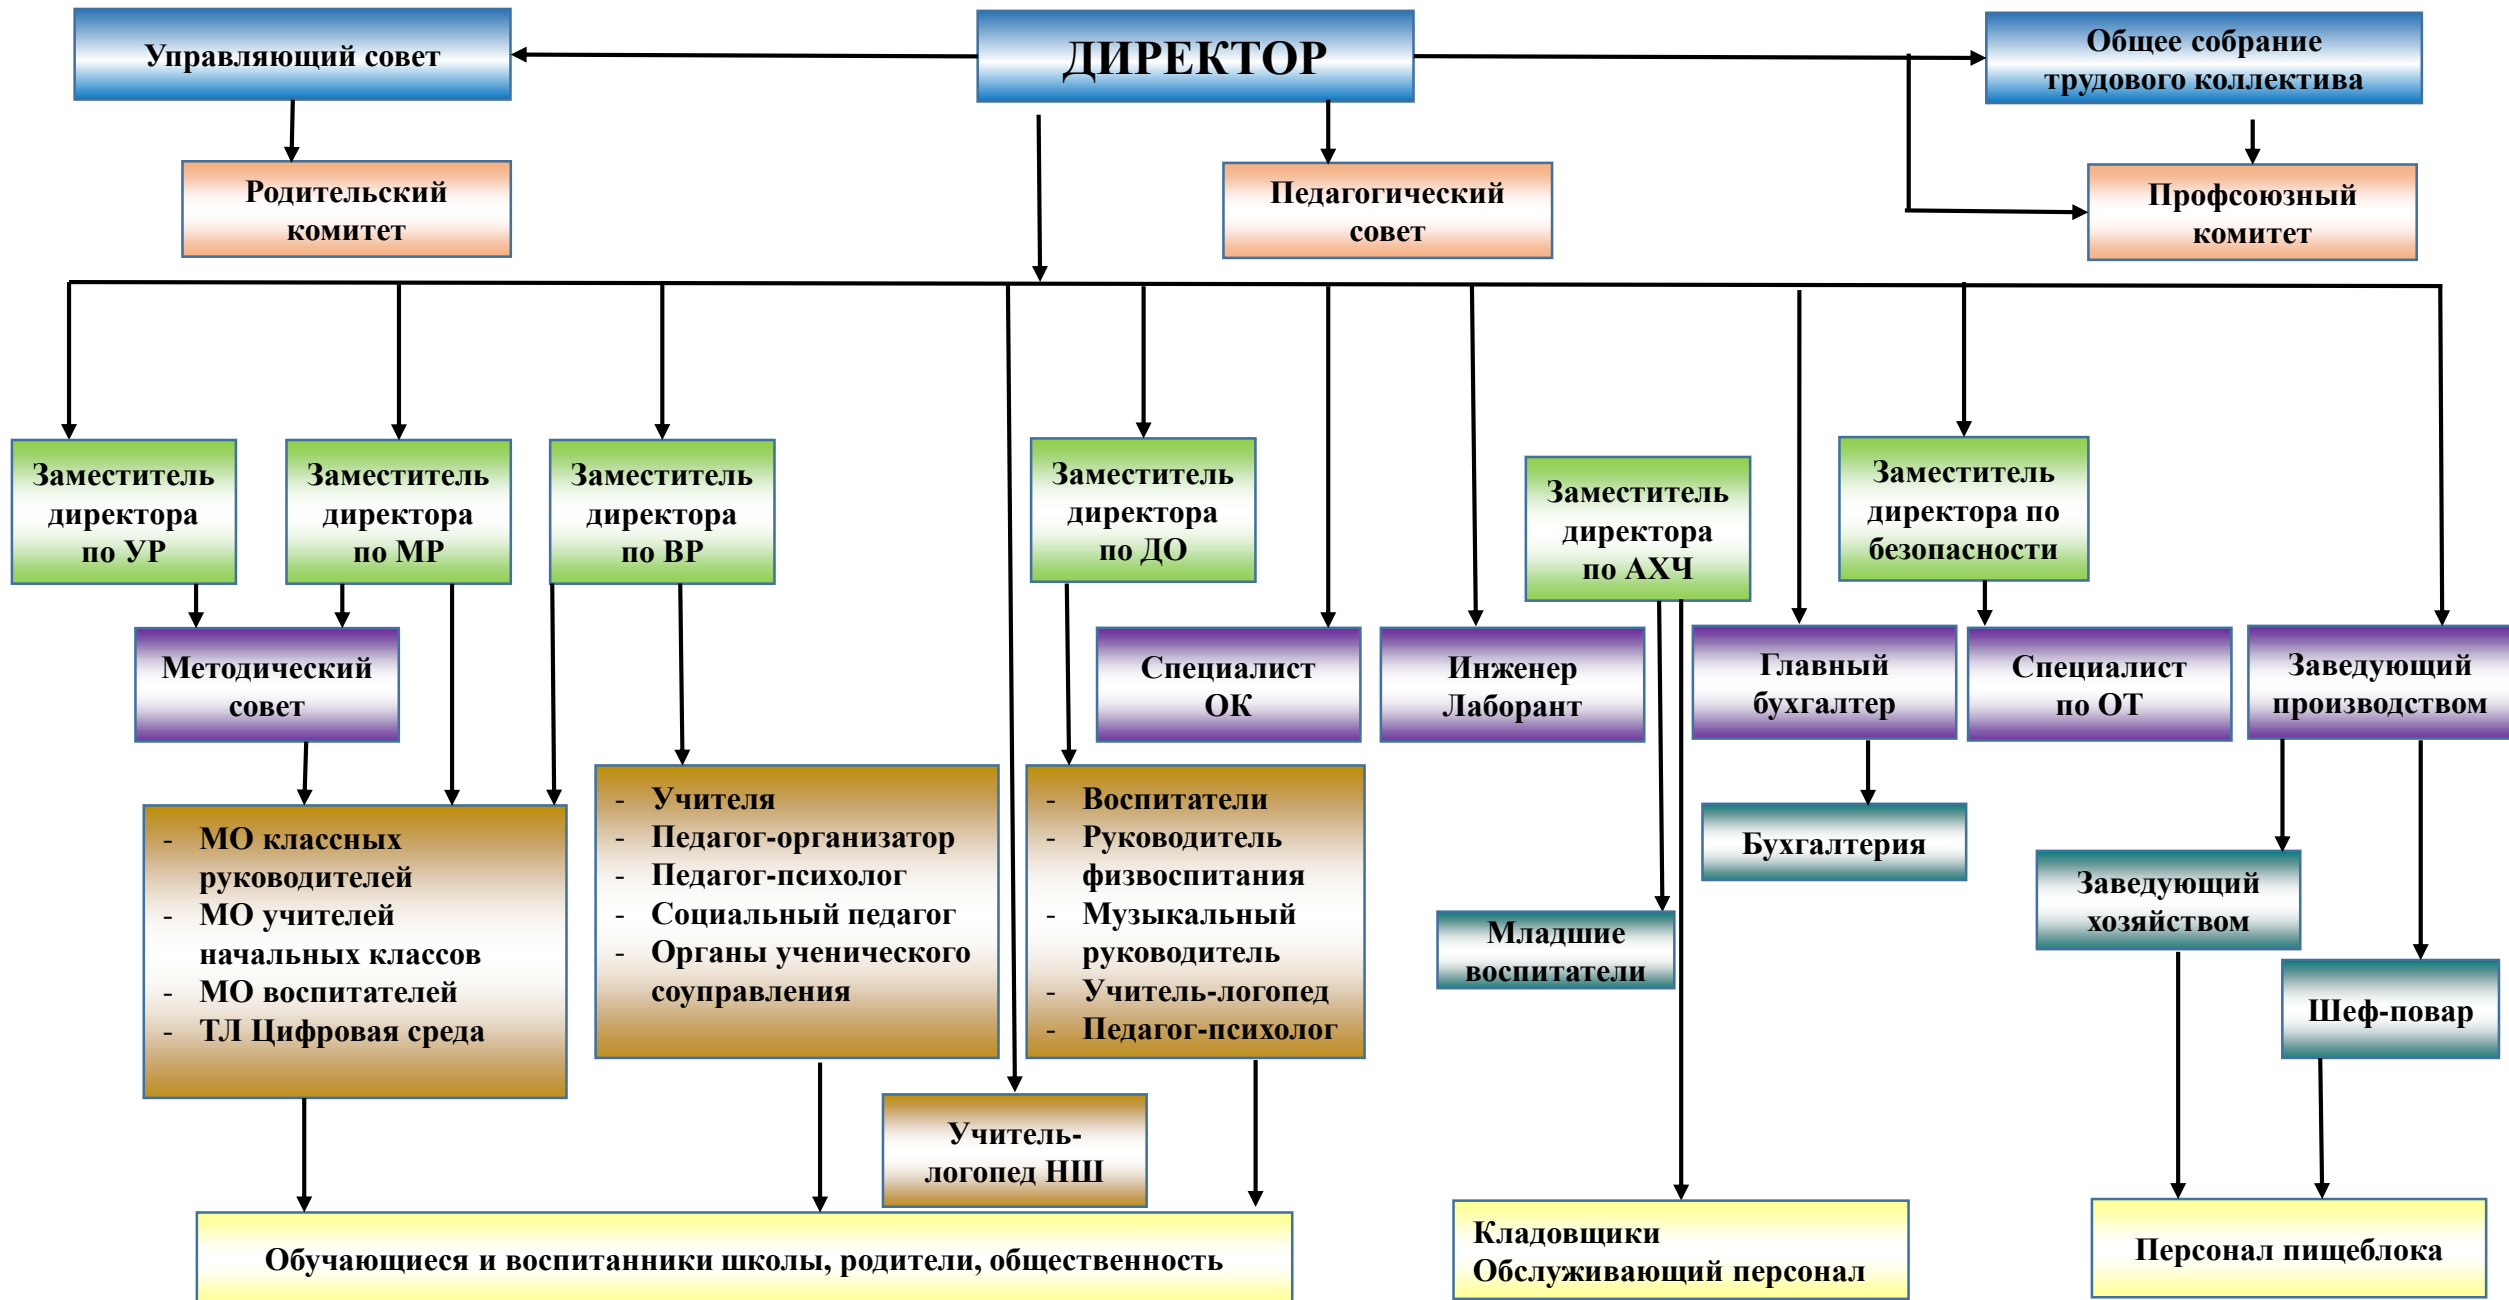 Управляющий совет
ДИРЕКТОР
Общее собрание
трудового коллектива
Родительский
комитет
Педагогический
совет
Профсоюзный
комитет
Заместитель
директора
по УР
Заместитель
директора
по МР
Заместитель
директора
по ВР
Заместитель
директора
по ДО
Заместитель
директора
по АХЧ
Заместитель
директора по
безопасности
Методический
совет
Специалист
ОК
Инженер
Лаборант
Главный
бухгалтер
Специалист
по ОТ
Заведующий
производством
- МО классных
руководителей
- МО учителей
начальных классов
- МО воспитателей
- ТЛ Цифровая среда
- Учителя
- Педагог-организатор
- Педагог-психолог
- Социальный педагог
- Органы ученического
соуправления
- Воспитатели
- Руководитель
физвоспитания
- Музыкальный
руководитель
- Учитель-логопед
- Педагог-психолог
Бухгалтерия
Младшие
воспитатели
Заведующий
хозяйством
Шеф-повар
Учитель-
логопед НШ
Обучающиеся и воспитанники школы, родители, общественность
Кладовщики
Обслуживающий персонал
Персонал пищеблока